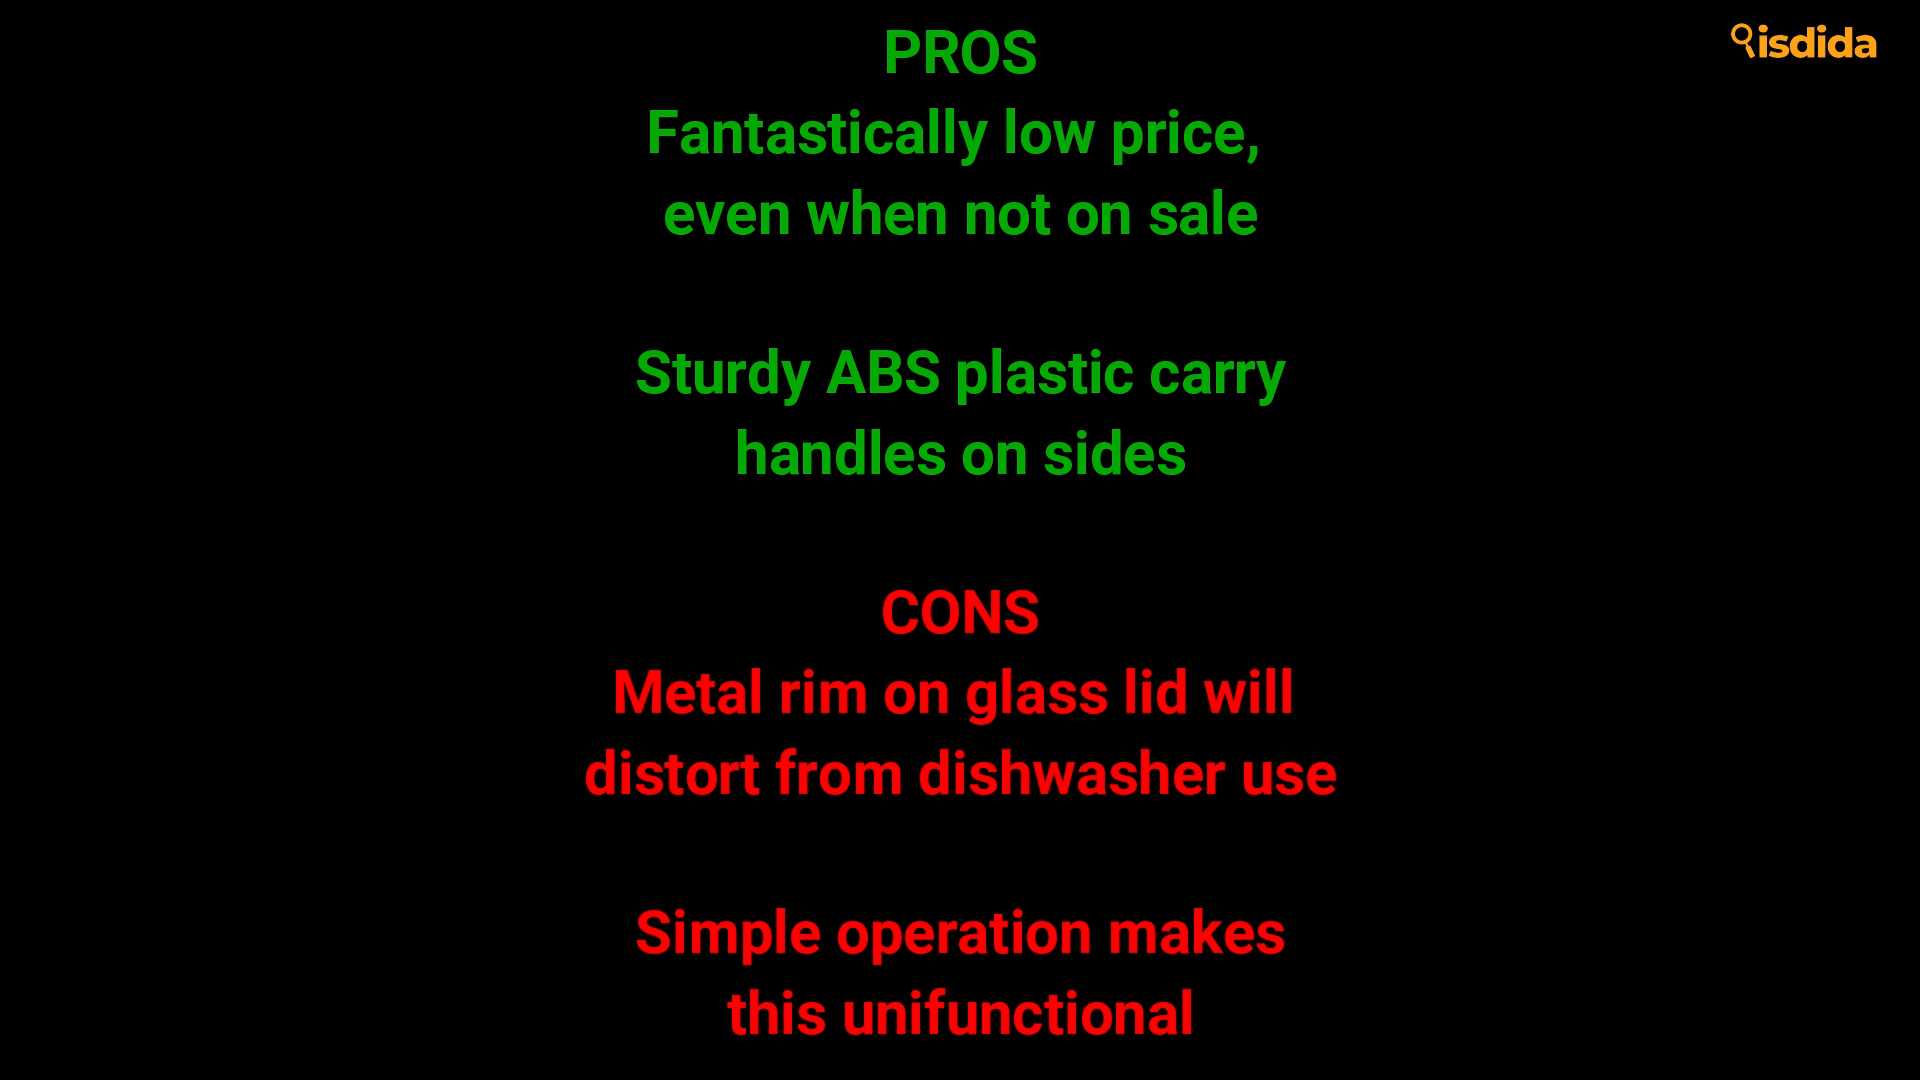 PROS
isdida
Fantastically low price,
even when not on sale
Sturdy ABS plastic carry
handles on sides
CONS
Metal rim on glass lid will
distort from dishwasher use
Simple operation makes
this unifunctional